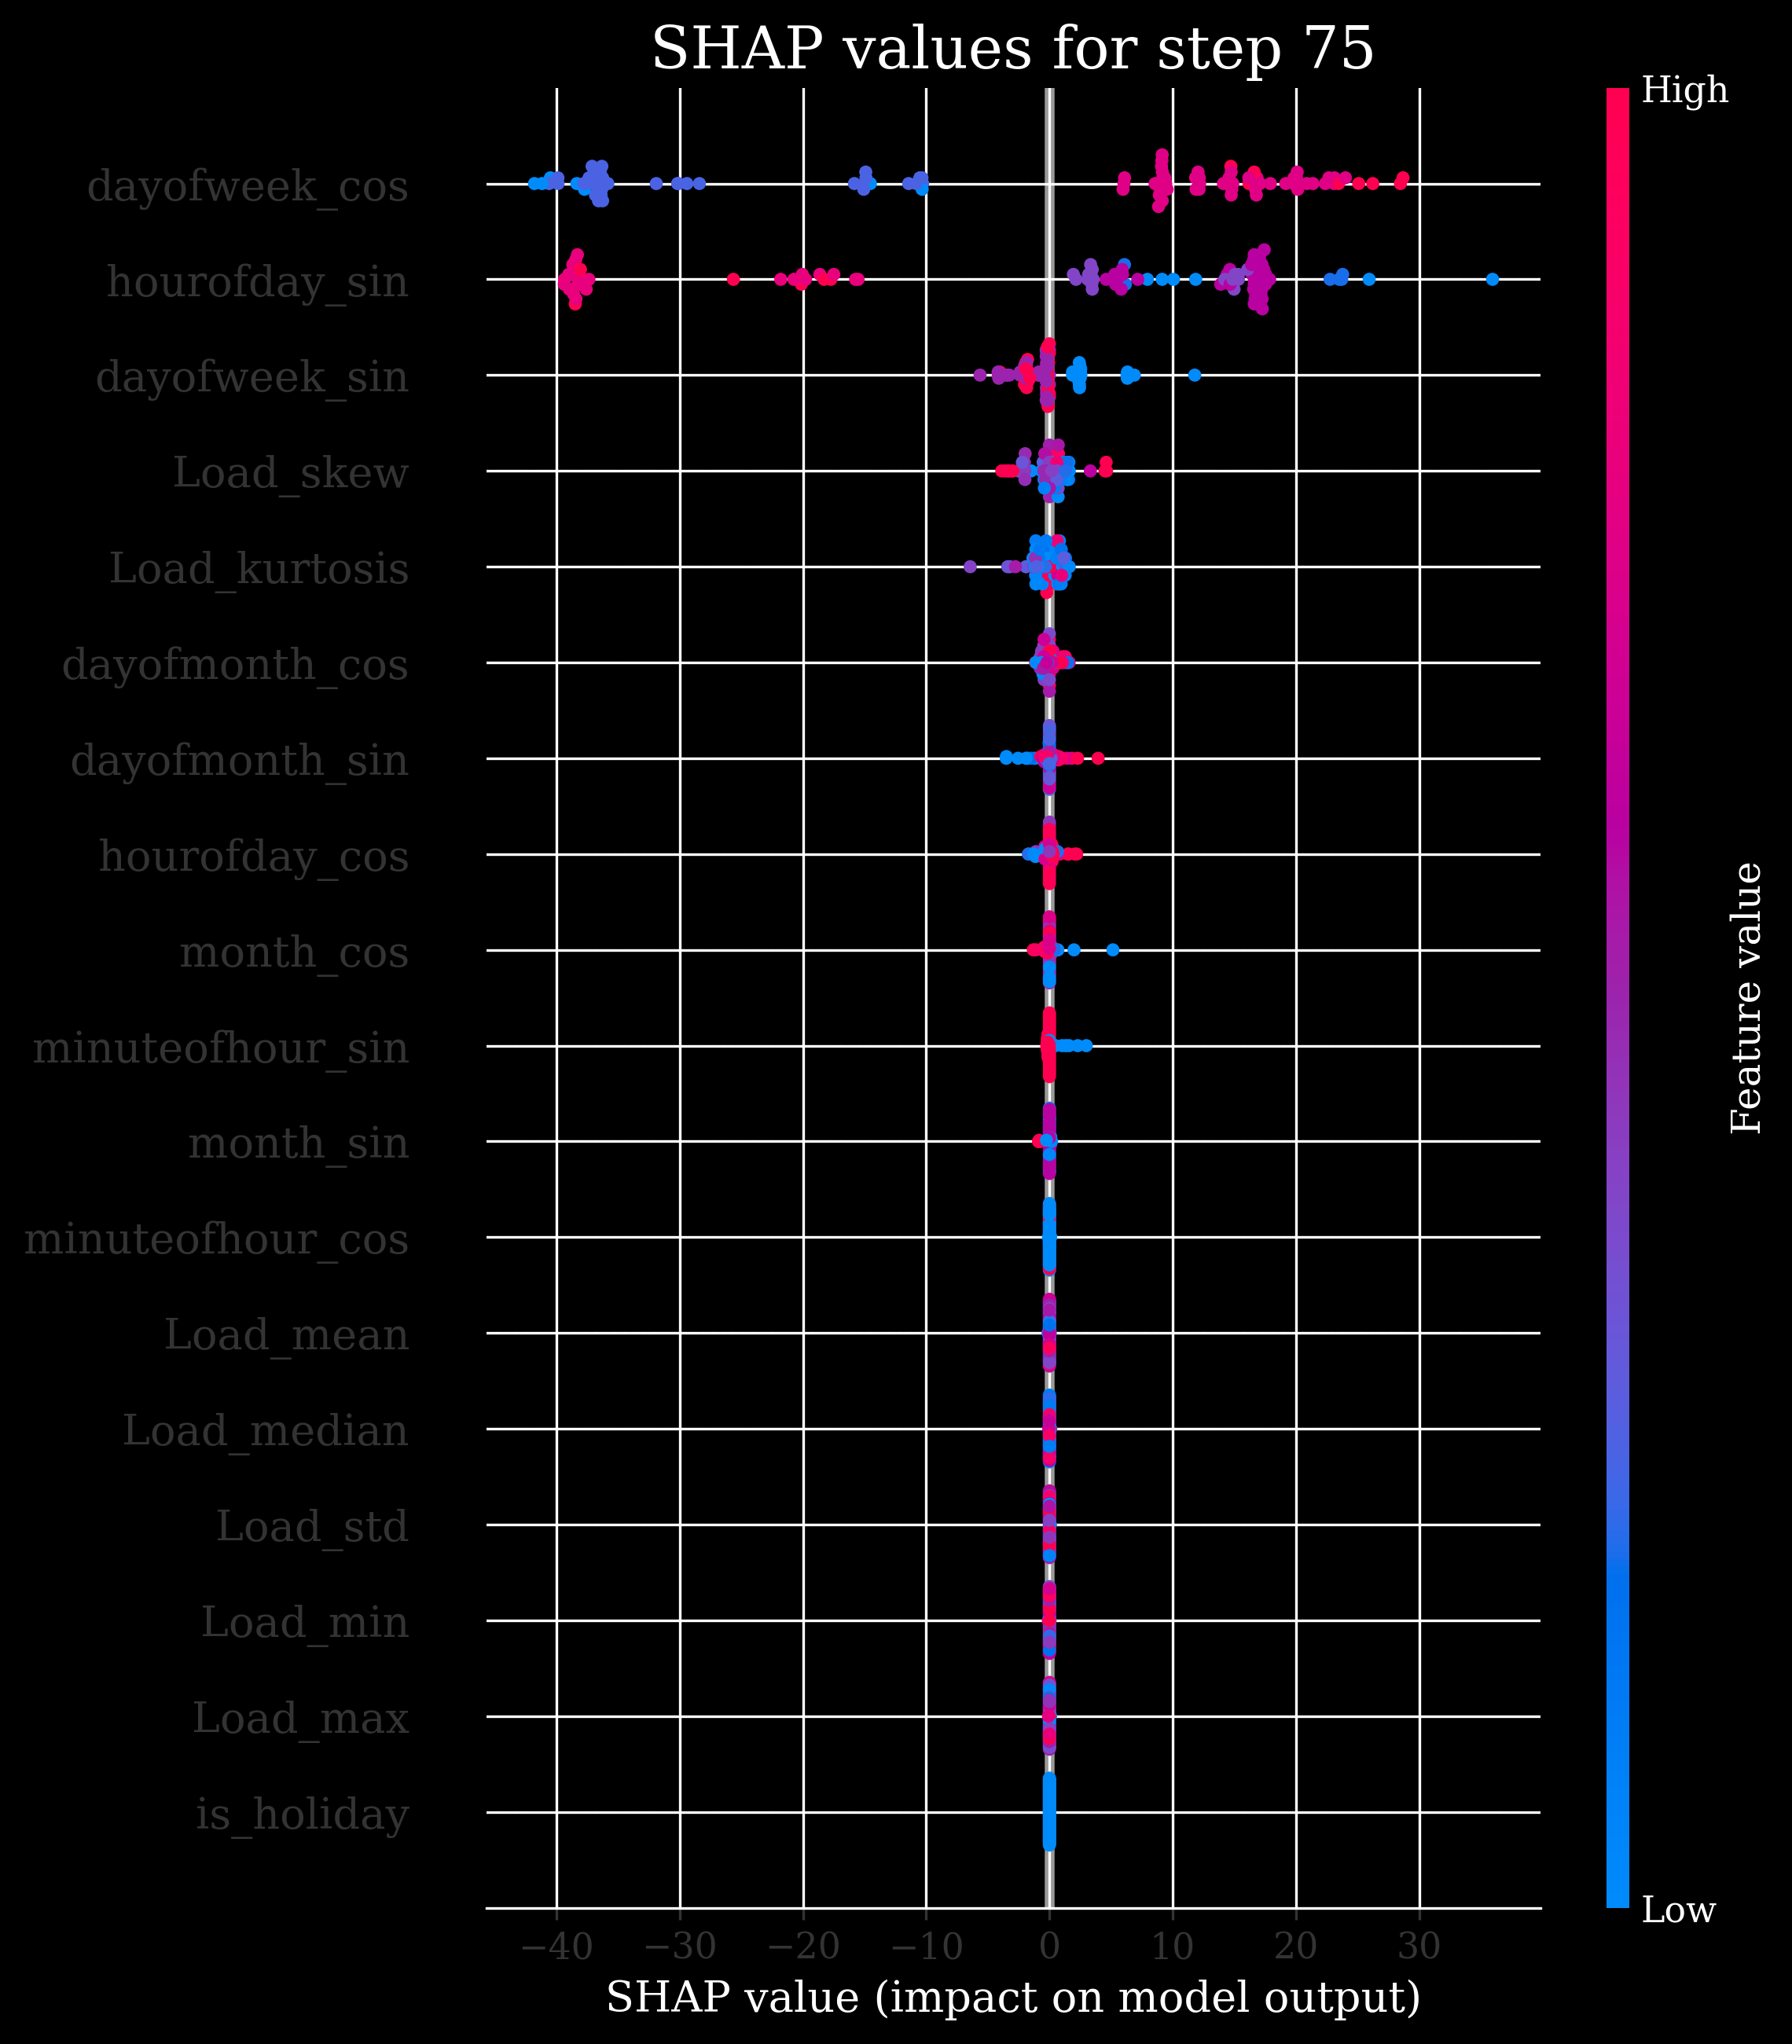 SHAP values for step 75
High
dayofweek_cos
hourofday_sin
dayofweek_sin
Load_skew
Load_kurtosis
dayofmonth_cos
dayofmonth_sin
hourofday_cos
month_cos
minuteofhour_sin
month_sin
minuteofhour_cos
Load_mean
Load_median
Load_std
Load_min
Load_max
is_holiday
Feature value
Low
−40 −30 −20 −10 0 10 20 30
SHAP value (impact on model output)